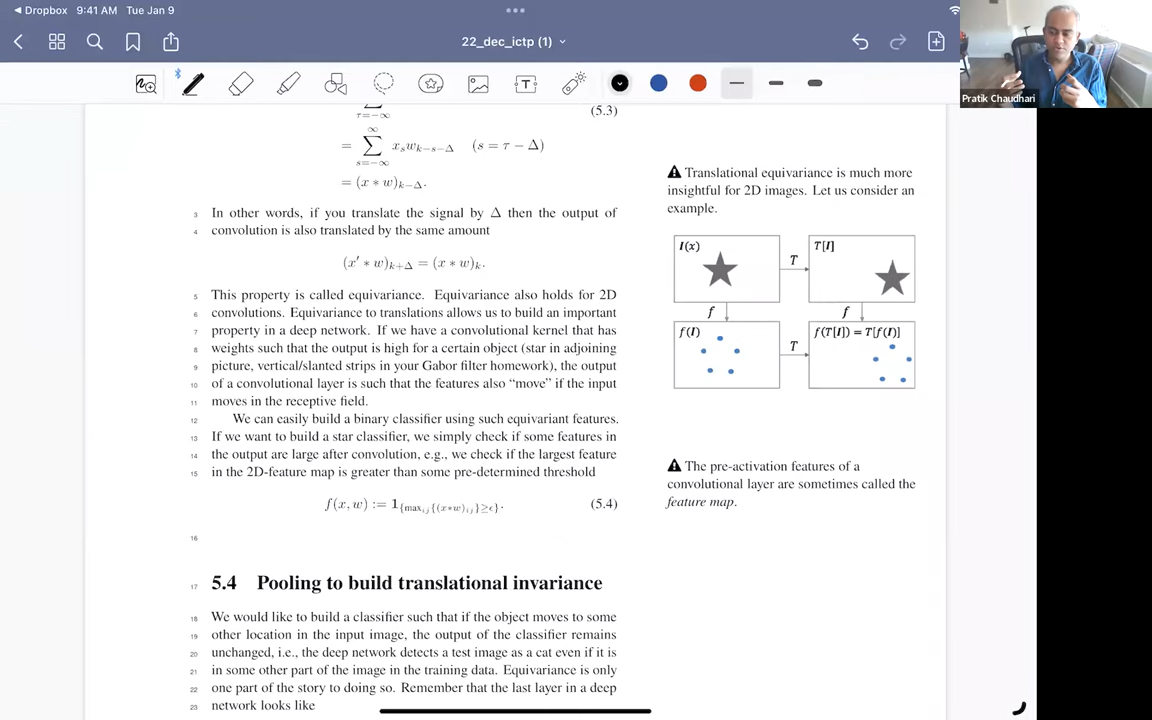 Dropbox 9:41 AM Tue Jan 9
22_dec_ictp (1)
Pratik Chaudhari
τ=−∞
(5.3)
∞
= ∑ x_s w_{k−s−Δ} (s = τ − Δ)
s=−∞
= (x ∗ w)_{k−Δ}.
3 In other words, if you translate the signal by Δ then the output of
4 convolution is also translated by the same amount
(x′ ∗ w)_{k+Δ} = (x ∗ w)_k.
5 This property is called equivariance. Equivariance also holds for 2D
6 convolutions. Equivariance to translations allows us to build an important
7 property in a deep network. If we have a convolutional kernel that has
8 weights such that the output is high for a certain object (star in adjoining
9 picture, vertical/slanted strips in your Gabor filter homework), the output
10 of a convolutional layer is such that the features also “move” if the input
11 moves in the receptive field.
12 We can easily build a binary classifier using such equivariant features.
13 If we want to build a star classifier, we simply check if some features in
14 the output are large after convolution, e.g., we check if the largest feature
15 in the 2D-feature map is greater than some pre-determined threshold
f(x, w) := 1_{{max_{ij}{(x∗w)_{ij}}≥ϵ}}. (5.4)
16
17 5.4 Pooling to build translational invariance
18 We would like to build a classifier such that if the object moves to some
19 other location in the input image, the output of the classifier remains
20 unchanged, i.e., the deep network detects a test image as a cat even if it is
21 in some other part of the image in the training data. Equivariance is only
22 one part of the story to doing so. Remember that the last layer in a deep
23 network looks like
Translational equivariance is much more
insightful for 2D images. Let us consider an
example.
I(x) T T[I]
f f
f(I) T f(T[I]) = T[f(I)]
The pre-activation features of a
convolutional layer are sometimes called the
feature map.